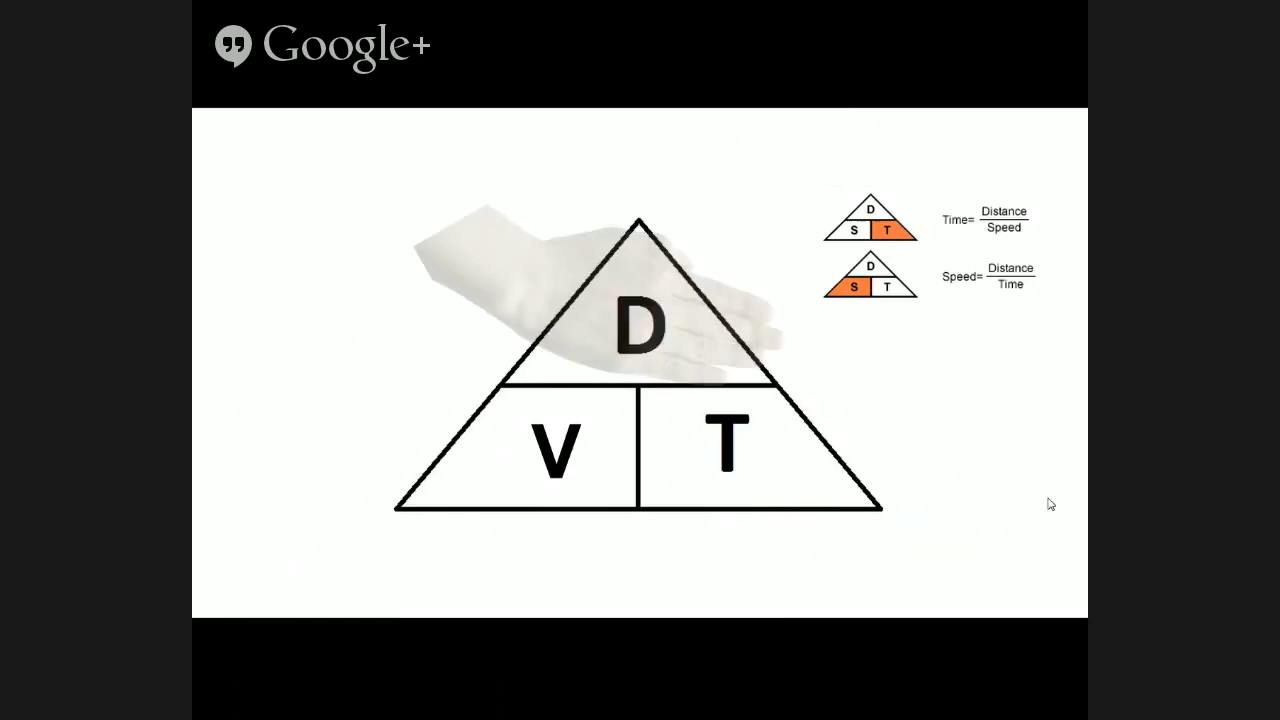 Google+
D
V T
D
S T
Time= Distance
Speed
D
S T
Speed= Distance
Time